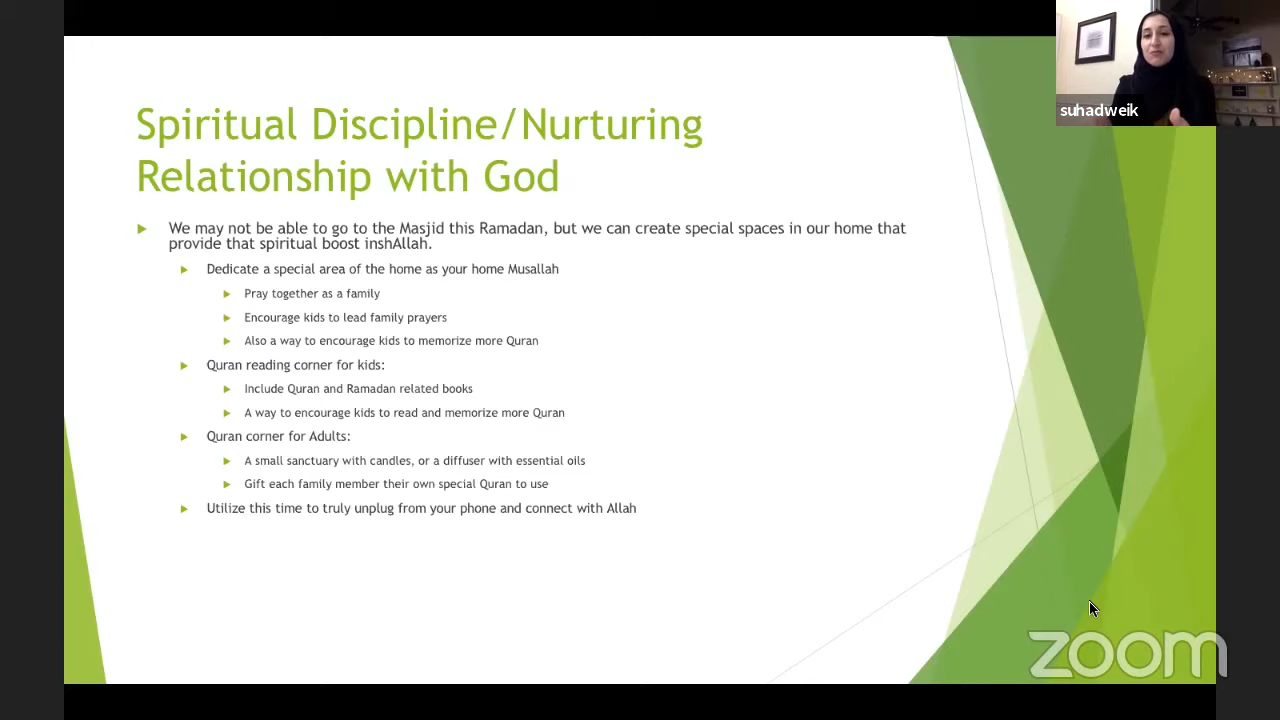 suhadweik
Spiritual Discipline/Nurturing
Relationship with God
We may not be able to go to the Masjid this Ramadan, but we can create special spaces in our home that
provide that spiritual boost inshAllah.
Dedicate a special area of the home as your home Musallah
Pray together as a family
Encourage kids to lead family prayers
Also a way to encourage kids to memorize more Quran
Quran reading corner for kids:
Include Quran and Ramadan related books
A way to encourage kids to read and memorize more Quran
Quran corner for Adults:
A small sanctuary with candles, or a diffuser with essential oils
Gift each family member their own special Quran to use
Utilize this time to truly unplug from your phone and connect with Allah
zoom